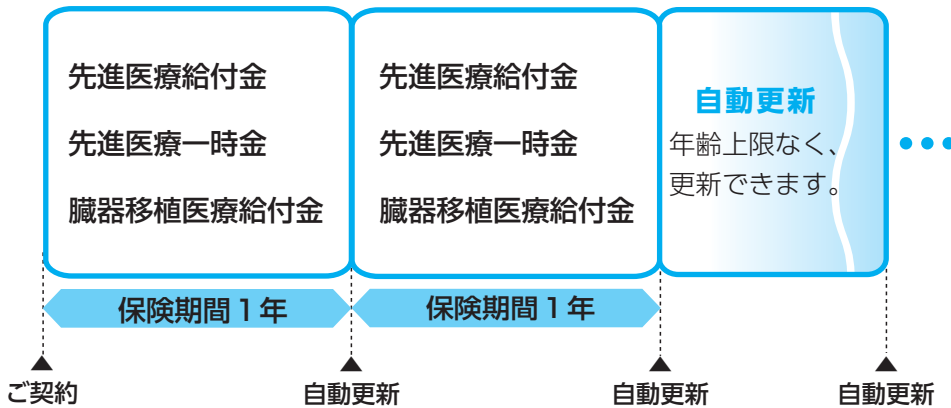 先進医療給付金
先進医療一時金
臓器移植医療給付金
先進医療給付金
先進医療一時金
臓器移植医療給付金
自動更新
年齢上限なく、
更新できます。
保険期間1年
保険期間1年
ご契約
自動更新
自動更新
自動更新